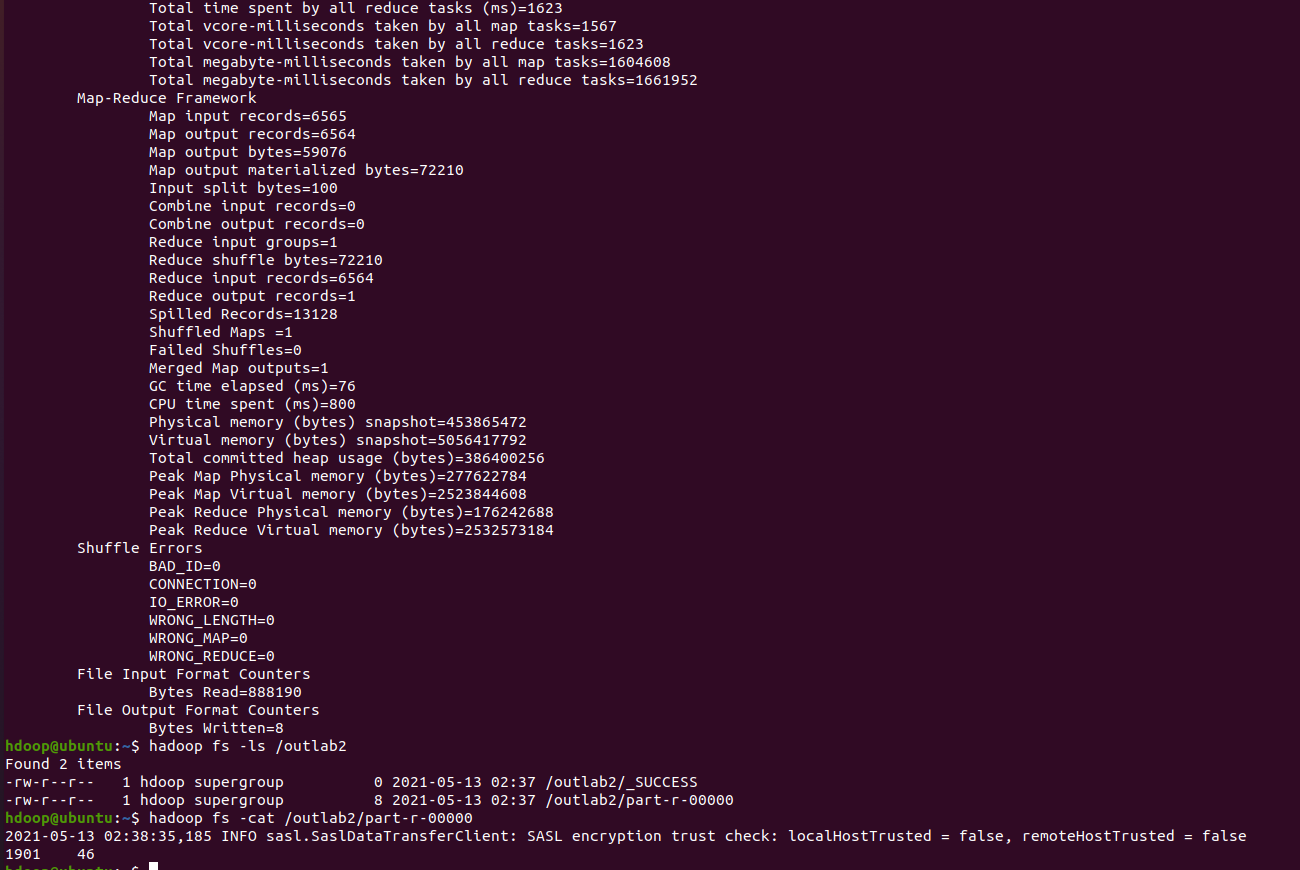 Total time spent by all reduce tasks (ms)=1623
Total vcore-milliseconds taken by all map tasks=1567
Total vcore-milliseconds taken by all reduce tasks=1623
Total megabyte-milliseconds taken by all map tasks=1604608
Total megabyte-milliseconds taken by all reduce tasks=1661952
Map-Reduce Framework
Map input records=6565
Map output records=6564
Map output bytes=59076
Map output materialized bytes=72210
Input split bytes=100
Combine input records=0
Combine output records=0
Reduce input groups=1
Reduce shuffle bytes=72210
Reduce input records=6564
Reduce output records=1
Spilled Records=13128
Shuffled Maps =1
Failed Shuffles=0
Merged Map outputs=1
GC time elapsed (ms)=76
CPU time spent (ms)=800
Physical memory (bytes) snapshot=453865472
Virtual memory (bytes) snapshot=5056417792
Total committed heap usage (bytes)=386400256
Peak Map Physical memory (bytes)=277622784
Peak Map Virtual memory (bytes)=2523844608
Peak Reduce Physical memory (bytes)=176242688
Peak Reduce Virtual memory (bytes)=2532573184
Shuffle Errors
BAD_ID=0
CONNECTION=0
IO_ERROR=0
WRONG_LENGTH=0
WRONG_MAP=0
WRONG_REDUCE=0
File Input Format Counters
Bytes Read=888190
File Output Format Counters
Bytes Written=8
hdoop@ubuntu:~$ hadoop fs -ls /outlab2
Found 2 items
-rw-r--r--   1 hdoop supergroup          0 2021-05-13 02:37 /outlab2/_SUCCESS
-rw-r--r--   1 hdoop supergroup          8 2021-05-13 02:37 /outlab2/part-r-00000
hdoop@ubuntu:~$ hadoop fs -cat /outlab2/part-r-00000
2021-05-13 02:38:35,185 INFO sasl.SaslDataTransferClient: SASL encryption trust check: localHostTrusted = false, remoteHostTrusted = false
1901    46
hdoop@ubuntu:~$